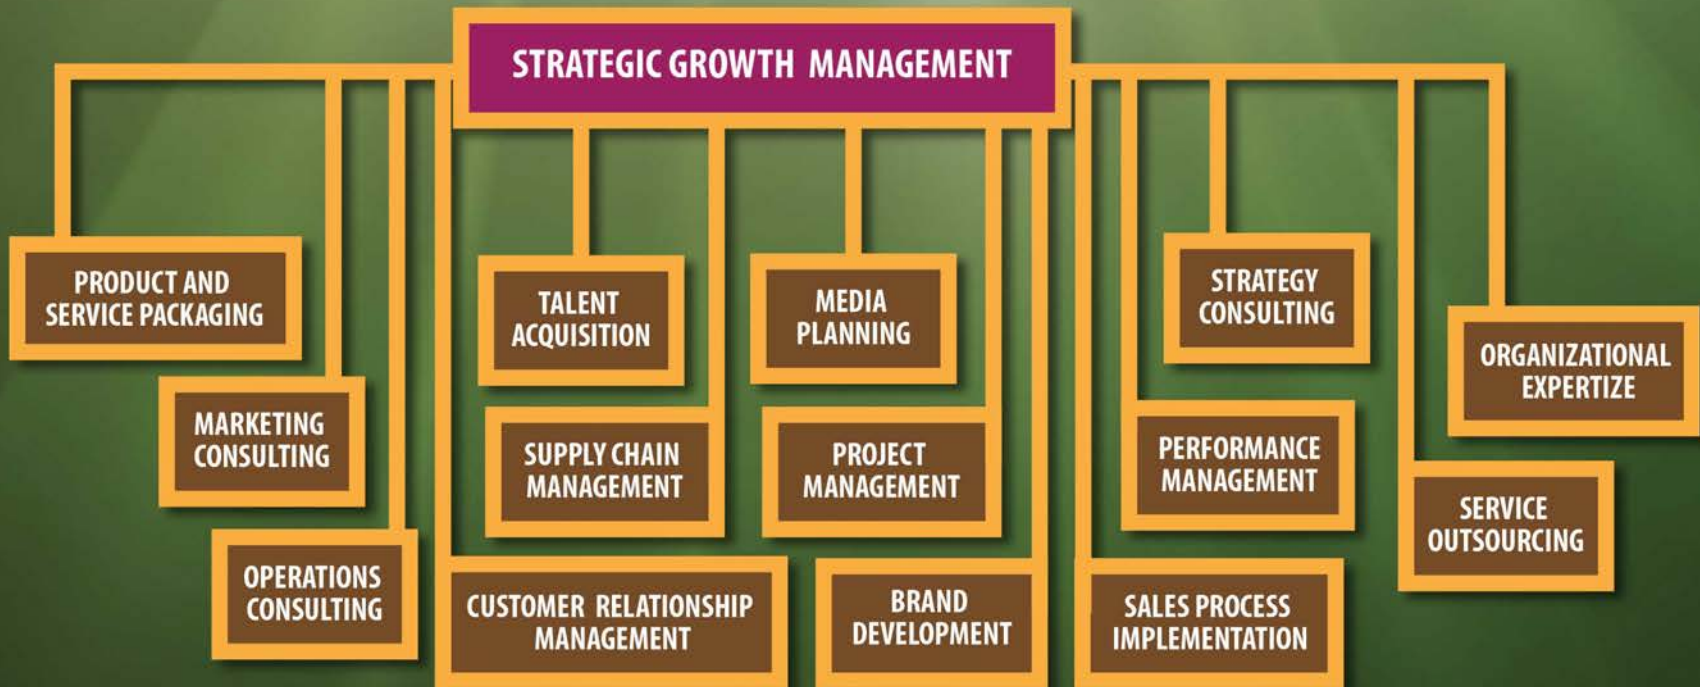 STRATEGIC GROWTH MANAGEMENT
PRODUCT AND
SERVICE PACKAGING
MARKETING
CONSULTING
OPERATIONS
CONSULTING
TALENT
ACQUISITION
SUPPLY CHAIN
MANAGEMENT
CUSTOMER RELATIONSHIP
MANAGEMENT
MEDIA
PLANNING
PROJECT
MANAGEMENT
BRAND
DEVELOPMENT
STRATEGY
CONSULTING
PERFORMANCE
MANAGEMENT
SALES PROCESS
IMPLEMENTATION
ORGANIZATIONAL
EXPERTIZE
SERVICE
OUTSOURCING